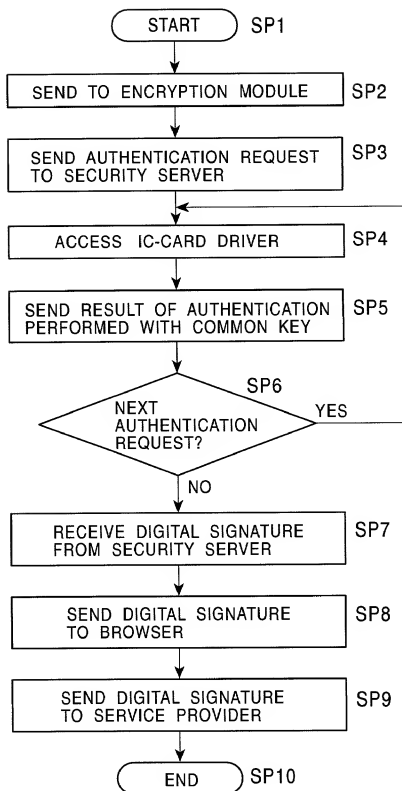 START SP1
SEND TO ENCRYPTION MODULE SP2
SEND AUTHENTICATION REQUEST
TO SECURITY SERVER SP3
ACCESS IC-CARD DRIVER SP4
SEND RESULT OF AUTHENTICATION
PERFORMED WITH COMMON KEY SP5
SP6
NEXT
AUTHENTICATION
REQUEST?
YES
NO
RECEIVE DIGITAL SIGNATURE
FROM SECURITY SERVER SP7
SEND DIGITAL SIGNATURE
TO BROWSER SP8
SEND DIGITAL SIGNATURE
TO SERVICE PROVIDER SP9
END SP10